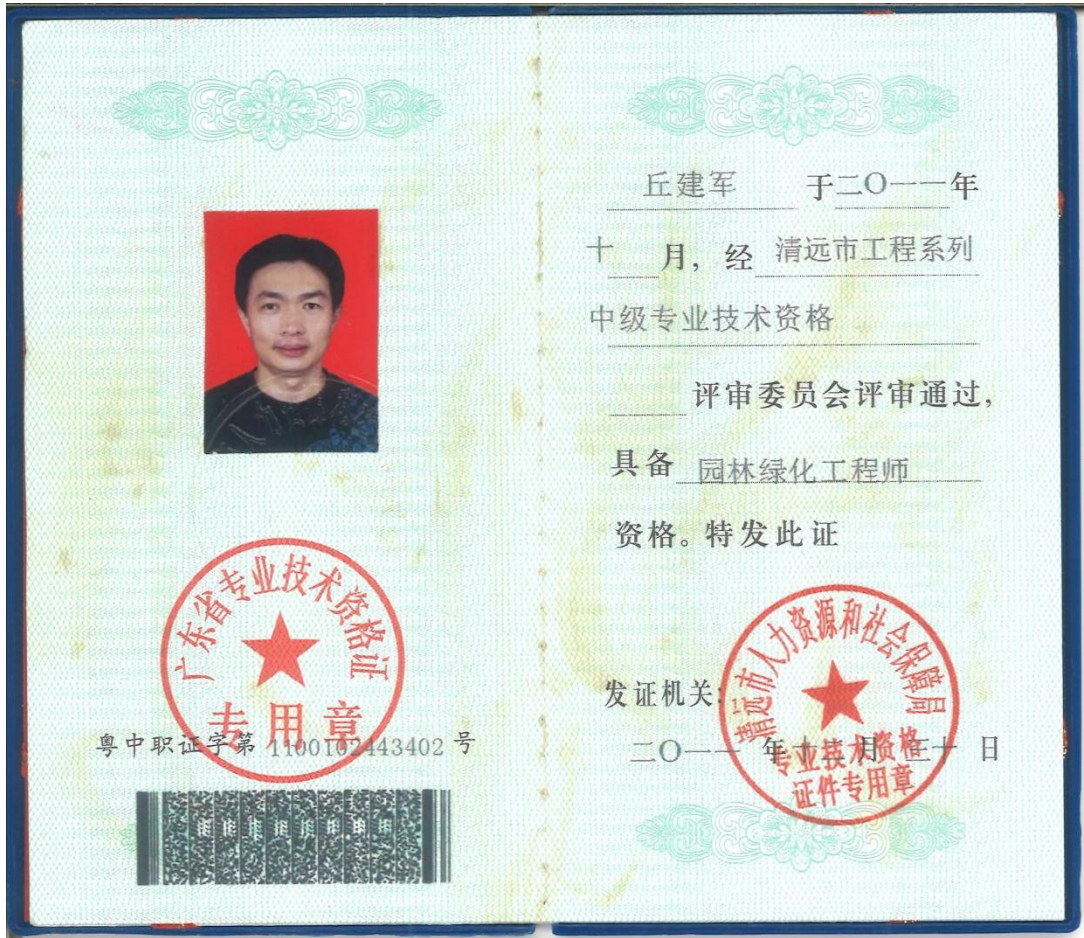 广东省专业技术资格证
专用章
粤中职证字第 1100102443402 号
丘建军 于二〇一一年
十 月，经 清远市工程系列
中级专业技术资格
评审委员会评审通过，
具备 园林绿化工程师
资格。特发此证
清远市人力资源和社会保障局
发证机关：
二〇一一 年 月 三十 日
专业技术资格
证件专用章